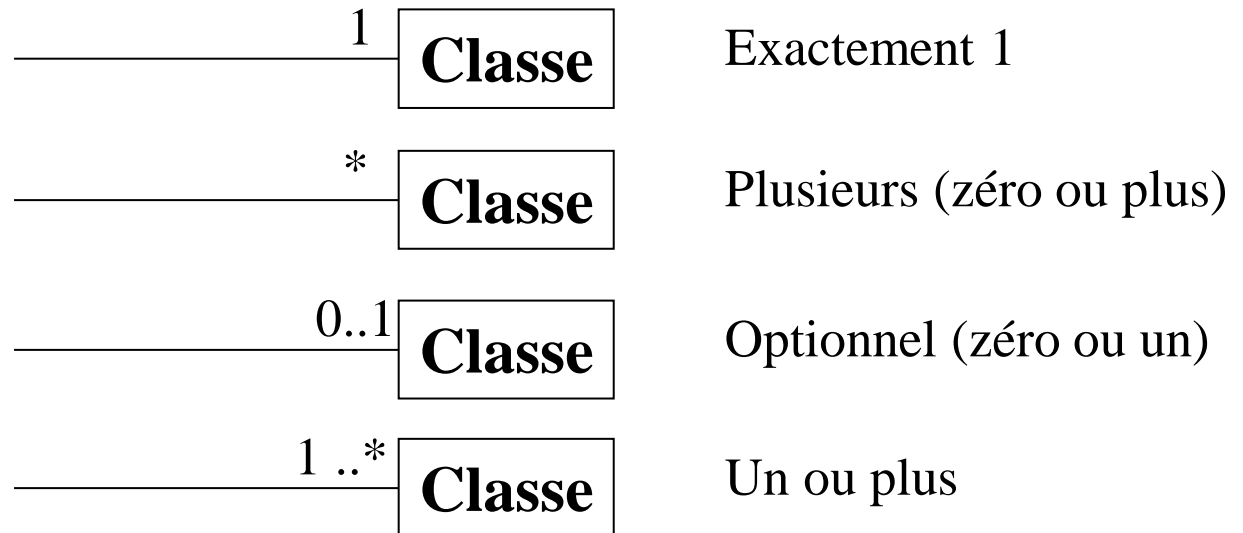 1 Classe Exactement 1
* Classe Plusieurs (zéro ou plus)
0..1 Classe Optionnel (zéro ou un)
1 ..* Classe Un ou plus